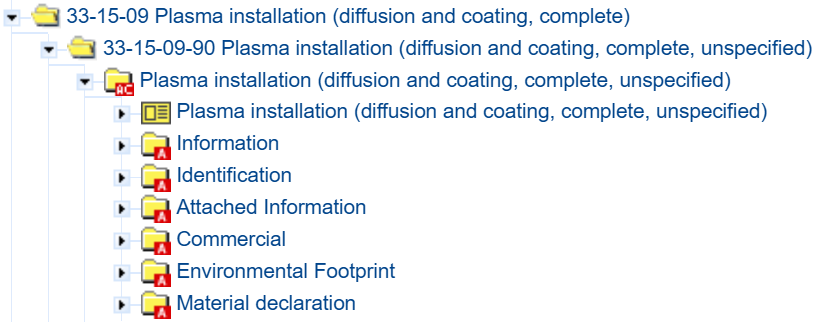 33-15-09 Plasma installation (diffusion and coating, complete)
33-15-09-90 Plasma installation (diffusion and coating, complete, unspecified)
AC Plasma installation (diffusion and coating, complete, unspecified)
Plasma installation (diffusion and coating, complete, unspecified)
A Information
A Identification
A Attached Information
A Commercial
A Environmental Footprint
A Material declaration